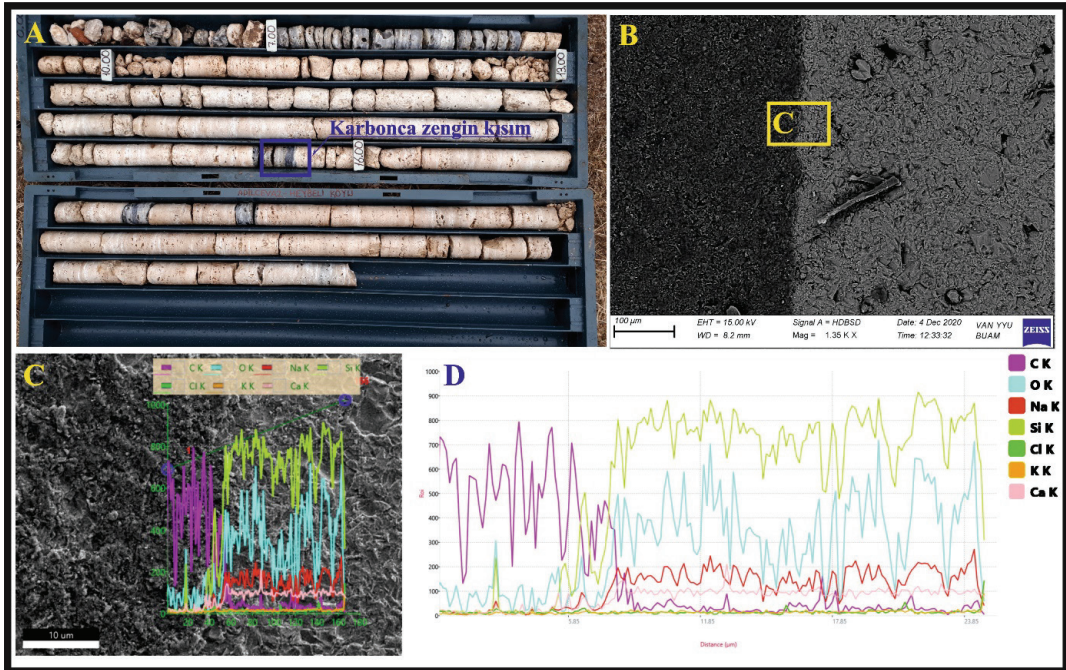 A
7.00
10.00
13.00
Karbonca zengin kısım
16.00
B
C
100 µm
EHT = 15.00 kV
WD = 8.2 mm
Signal A = HDBSD
Mag = 1.35 K X
Date: 4 Dec 2020
Time: 12:33:32
VAN YYU
BUAM
ZEISS
C
C K
O K
Na K
Si K
Cl K
K K
Ca K
10 um
D
1000
900
800
700
600
500
400
300
200
100
0
5.85
11.85
17.85
23.85
Distance (µm)
C K
O K
Na K
Si K
Cl K
K K
Ca K